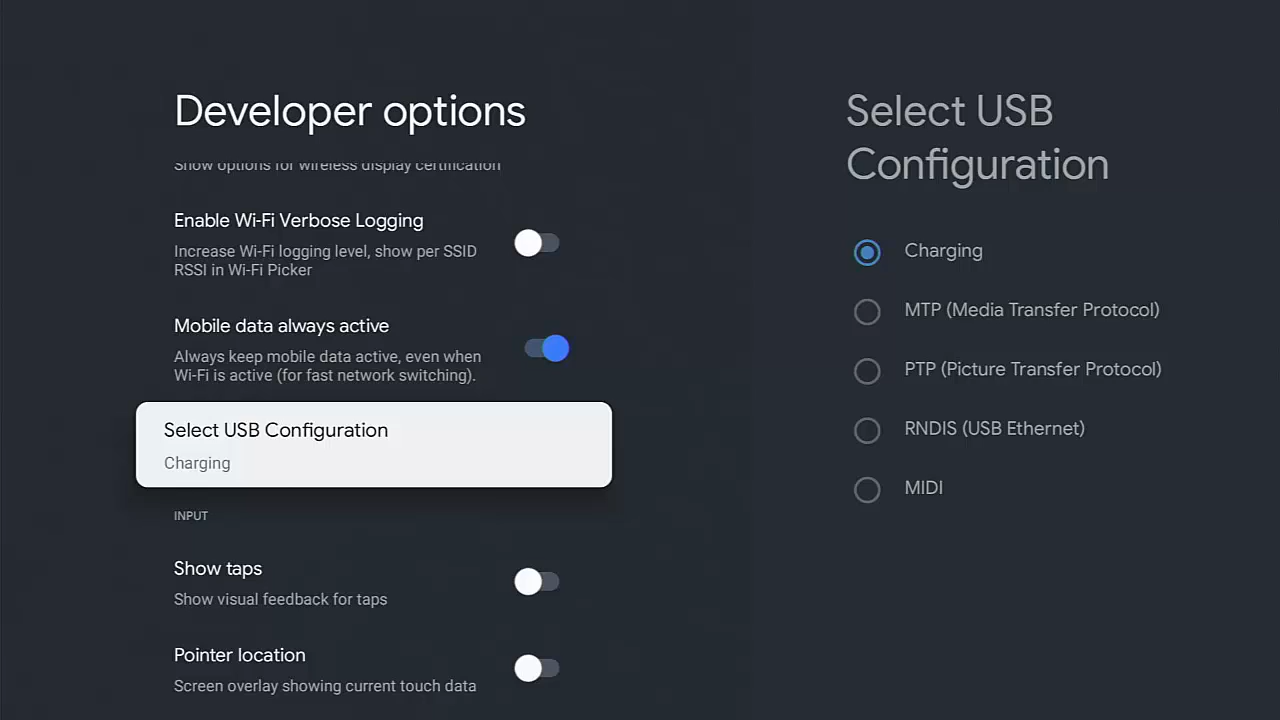 Developer options
Show options for wireless display certification
Enable Wi-Fi Verbose Logging
Increase Wi-Fi logging level, show per SSID
RSSI in Wi-Fi Picker
Mobile data always active
Always keep mobile data active, even when
Wi-Fi is active (for fast network switching).
Select USB Configuration
Charging
INPUT
Show taps
Show visual feedback for taps
Pointer location
Screen overlay showing current touch data
Select USB
Configuration
Charging
MTP (Media Transfer Protocol)
PTP (Picture Transfer Protocol)
RNDIS (USB Ethernet)
MIDI